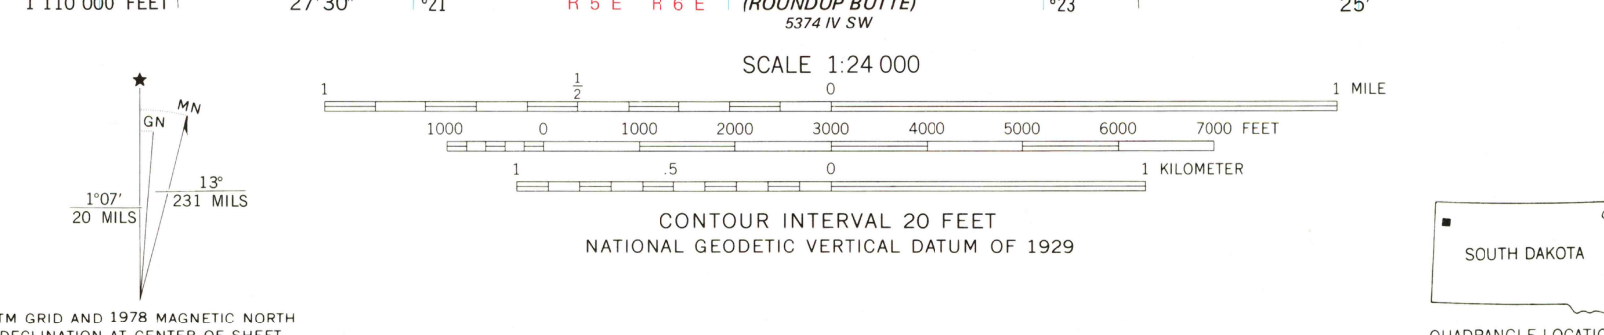 1 110 000 FEET 27'30" °21 R 5 E R 6 E (ROUNDUP BUTTE) °23 25'
5374 IV SW
SCALE 1:24 000
1 1/2 0 1 MILE
1000 0 1000 2000 3000 4000 5000 6000 7000 FEET
1 .5 0 1 KILOMETER
CONTOUR INTERVAL 20 FEET
NATIONAL GEODETIC VERTICAL DATUM OF 1929
★
MN
GN
13°
231 MILS
1°07'
20 MILS
TM GRID AND 1978 MAGNETIC NORTH
DECLINATION AT CENTER OF SHEET
SOUTH DAKOTA
QUADRANGLE LOCATIO